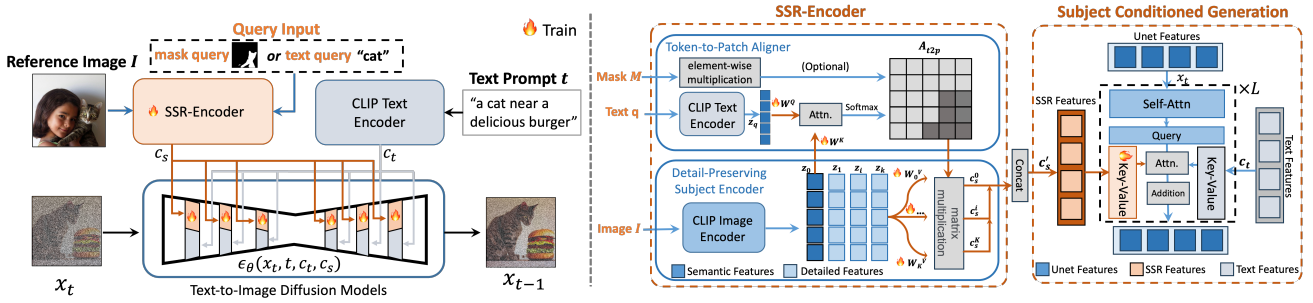 Query Input
mask query or text query "cat"
Train
Reference Image I
SSR-Encoder
CLIP Text
Encoder
Text Prompt t
"a cat near a
delicious burger"
c_s
c_t
ϵ_θ(x_t, t, c_t, c_s)
x_t
x_{t−1}
Text-to-Image Diffusion Models
SSR-Encoder
Token-to-Patch Aligner
A_{t2p}
Mask M
element-wise
multiplication
(Optional)
Text q
CLIP Text
Encoder
z_q
W^Q
Attn.
Softmax
W^K
Detail-Preserving
Subject Encoder
z_0
z_1
z_i
z_k
Image I
CLIP Image
Encoder
W_0^V
...
W_K^V
matrix
multiplication
c_s^0
c_s^i
c_s^K
Semantic Features
Detailed Features
Concat
Subject Conditioned Generation
Unet Features
x_t
×L
SSR Features
c_s'
Self-Attn
Query
Key-Value
Attn.
Addition
Key-Value
c_t
Text Features
Unet Features
SSR Features
Text Features